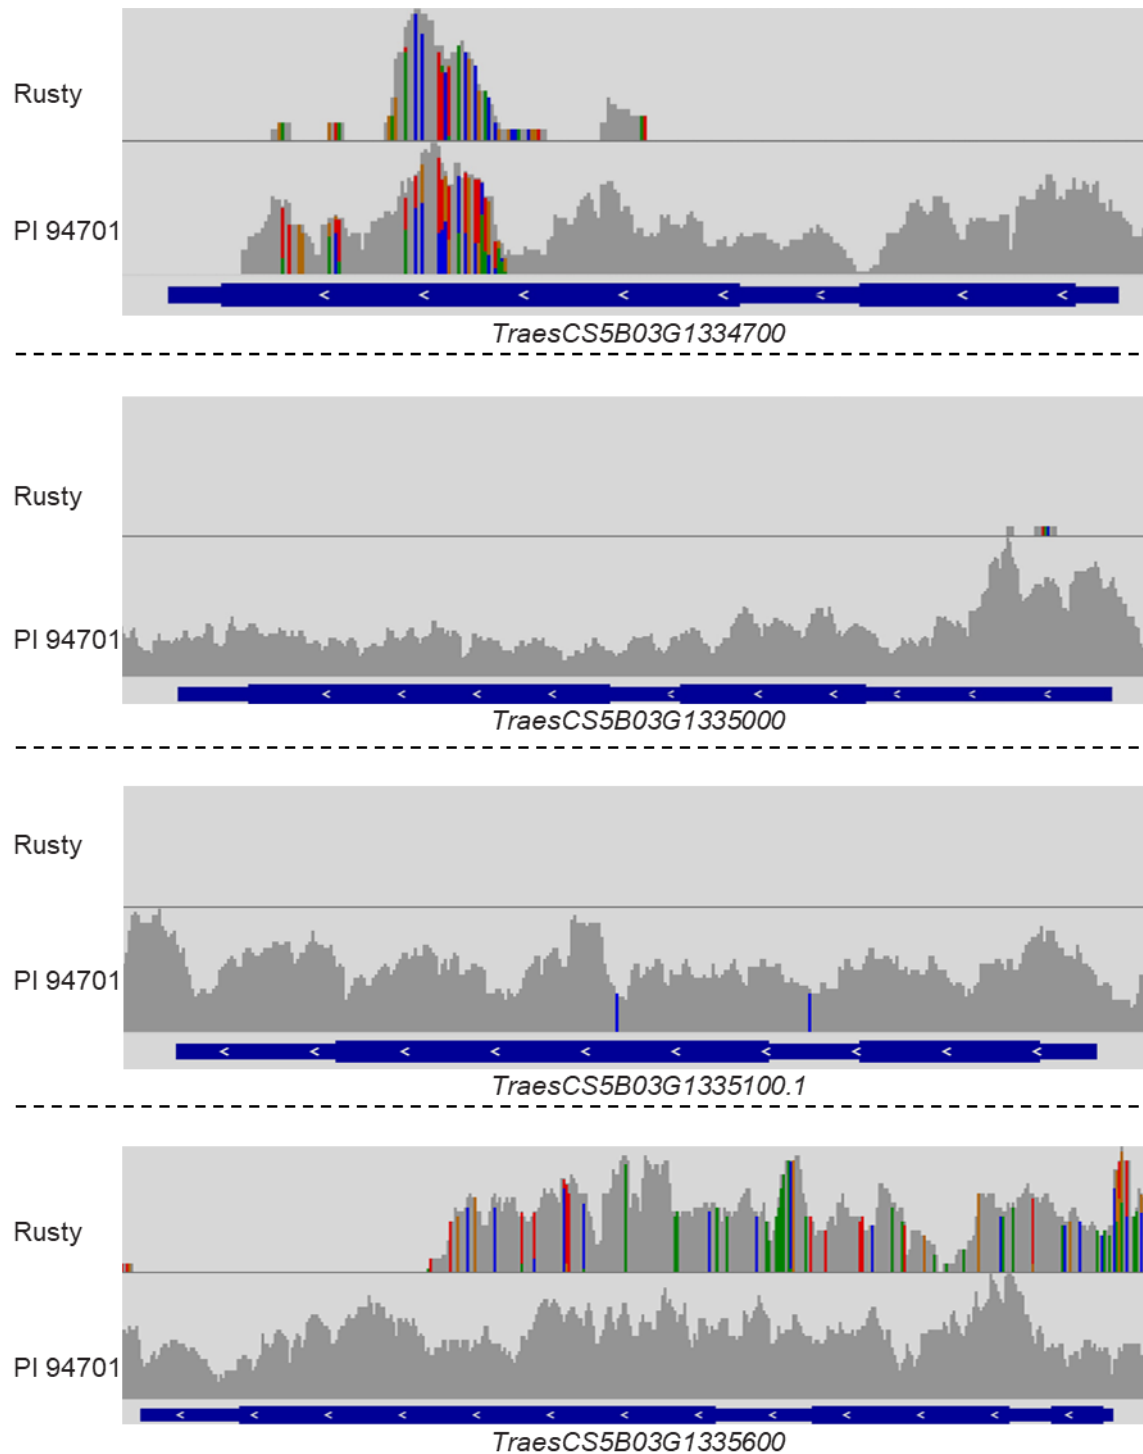 Rusty
PI 94701
TraesCS5B03G1334700
Rusty
PI 94701
TraesCS5B03G1335000
Rusty
PI 94701
TraesCS5B03G1335100.1
Rusty
PI 94701
TraesCS5B03G1335600